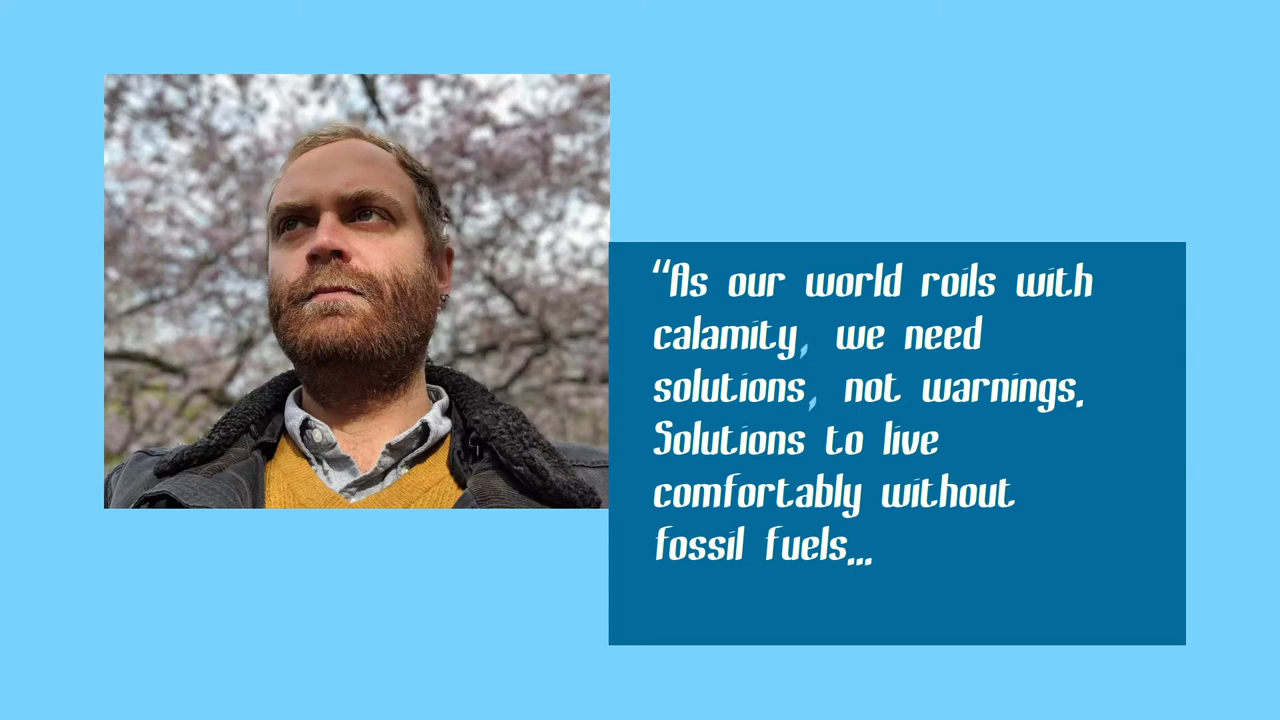 “As our world roils with
calamity, we need
solutions, not warnings.
Solutions to live
comfortably without
fossil fuels...